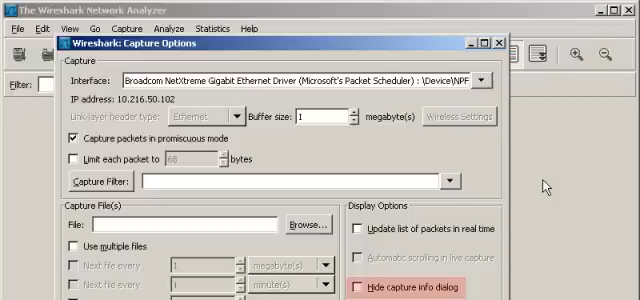 The Wireshark Network Analyzer
File Edit View Go Capture Analyze Statistics Help
Filter:
Wireshark: Capture Options
Capture
Interface: Broadcom NetXtreme Gigabit Ethernet Driver (Microsoft's Packet Scheduler) : \Device\NPF
IP address: 10.216.50.102
Link-layer header type: Ethernet Buffer size: 1 megabyte(s) Wireless Settings
Capture packets in promiscuous mode
Limit each packet to 68 bytes
Capture Filter:
Capture File(s)
File: Browse...
Use multiple files
Next file every 1 megabyte(s)
Next file every 1 minute(s)
Display Options
Update list of packets in real time
Automatic scrolling in live capture
Hide capture info dialog